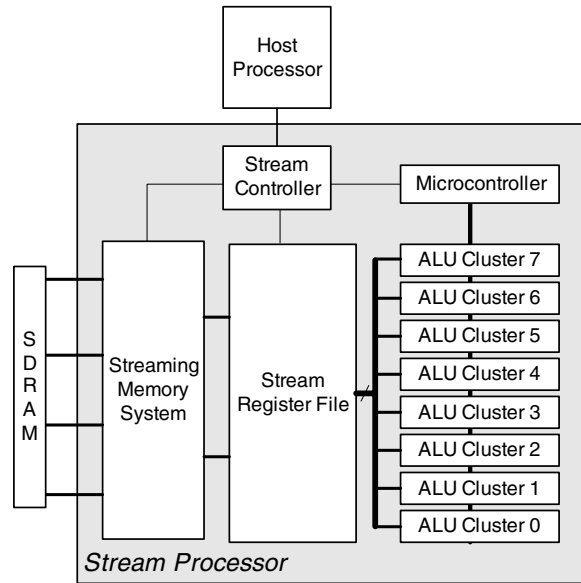 Host
Processor
Stream
Controller
Microcontroller
S
D
R
A
M
Streaming
Memory
System
Stream
Register File
ALU Cluster 7
ALU Cluster 6
ALU Cluster 5
ALU Cluster 4
ALU Cluster 3
ALU Cluster 2
ALU Cluster 1
ALU Cluster 0
Stream Processor